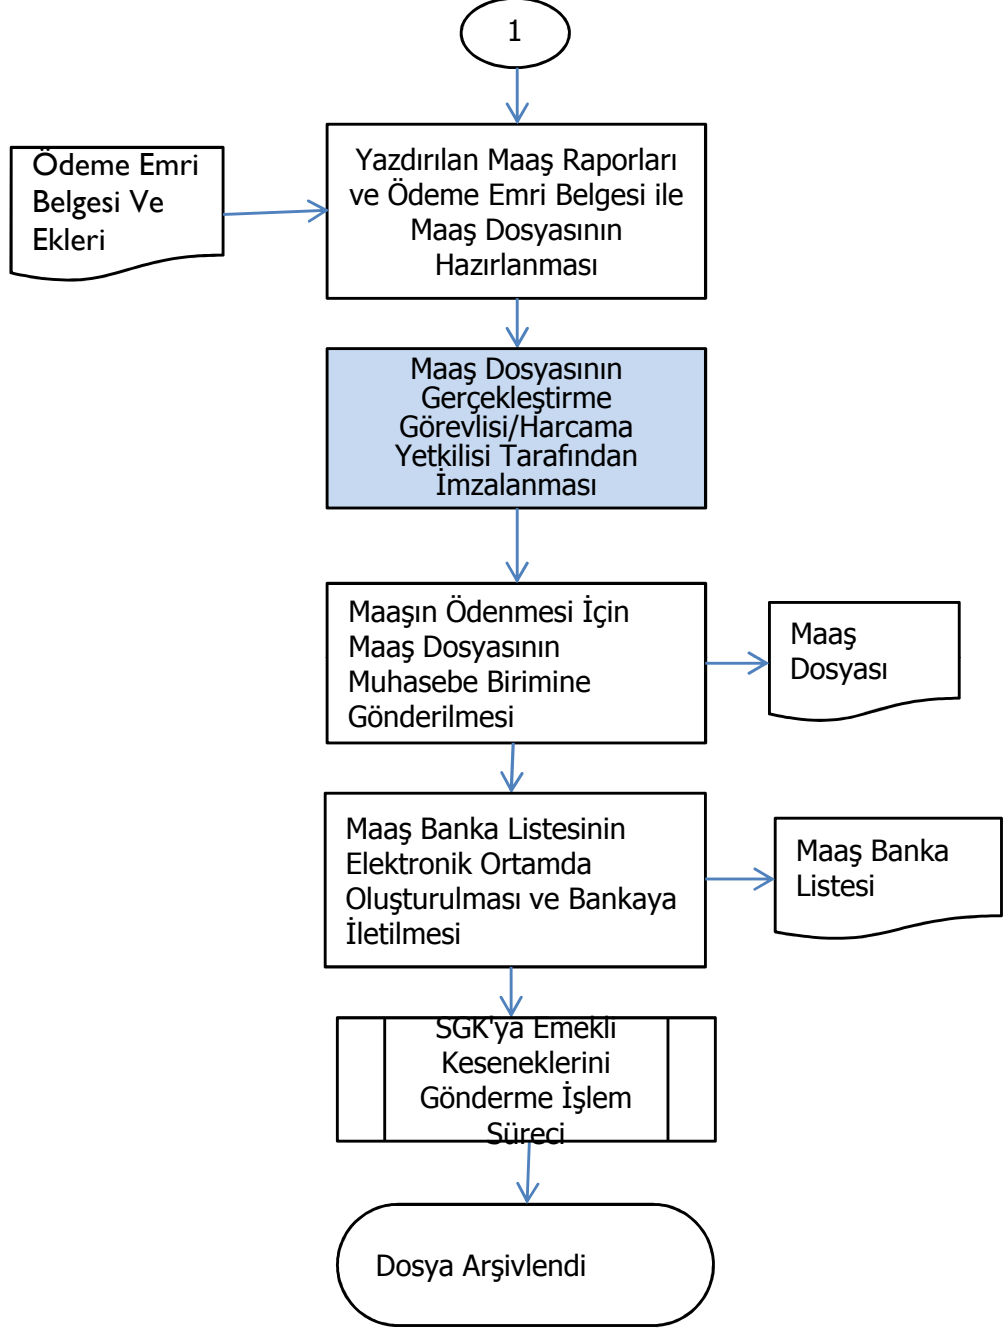 1
Ödeme Emri
Belgesi Ve
Ekleri
Yazdırılan Maaş Raporları
ve Ödeme Emri Belgesi ile
Maaş Dosyasının
Hazırlanması
Maaş Dosyasının
Gerçekleştirme
Görevlisi/Harcama
Yetkilisi Tarafından
İmzalanması
Maaşın Ödenmesi İçin
Maaş Dosyasının
Muhasebe Birimine
Gönderilmesi
Maaş
Dosyası
Maaş Banka Listesinin
Elektronik Ortamda
Oluşturulması ve Bankaya
İletilmesi
Maaş Banka
Listesi
SGK'ya Emekli
Keseneklerini
Gönderme İşlem
Süreci
Dosya Arşivlendi